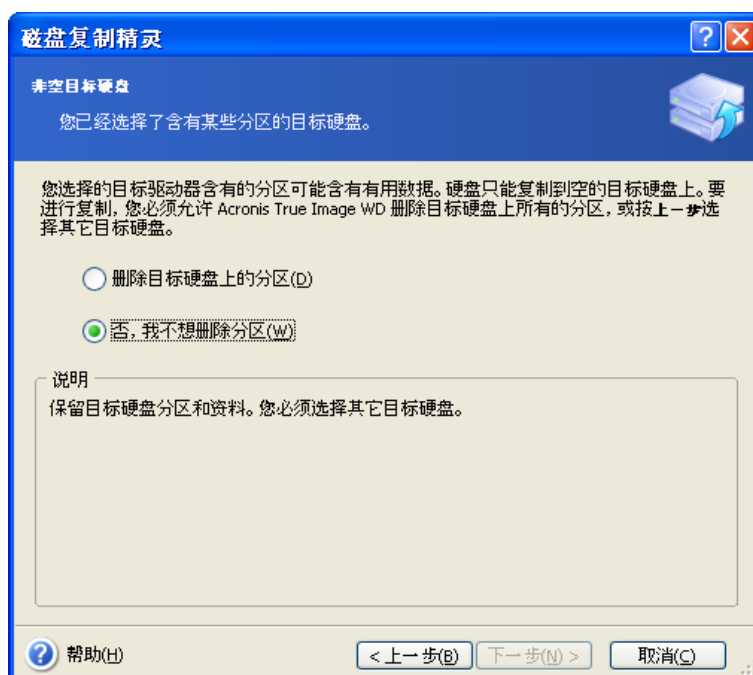 磁盘复制精灵
非空目标硬盘
您已经选择了含有某些分区的目标硬盘。
您选择的目标驱动器含有的分区可能含有有用数据。硬盘只能复制到空的目标硬盘上。要
进行复制, 您必须允许 Acronis True Image WD 删除目标硬盘上所有的分区, 或按上一步选
择其它目标硬盘。
删除目标硬盘上的分区(D)
否, 我不想删除分区(W)
说明
保留目标硬盘分区和资料。您必须选择其它目标硬盘。
帮助(H)
< 上一步(B)
下一步(N) >
取消(C)